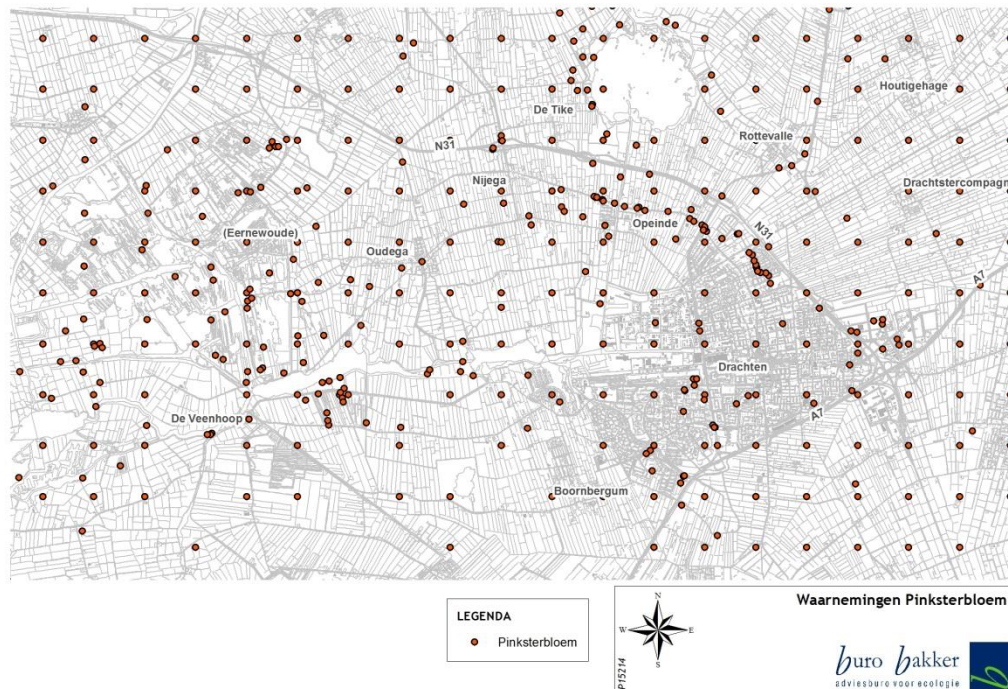 De Tike
Houtigehage
N31
Rottevalle
Nijega
Drachtstercompagn
Opeinde
N31
(Eernewoude)
Oudega
A7
Drachten
De Veenhoop
A7
Boornbergum
LEGENDA
Pinksterbloem
N
W E
S
P15214
Waarnemingen Pinksterbloem
buro bakker
adviesburo voor ecologie
b